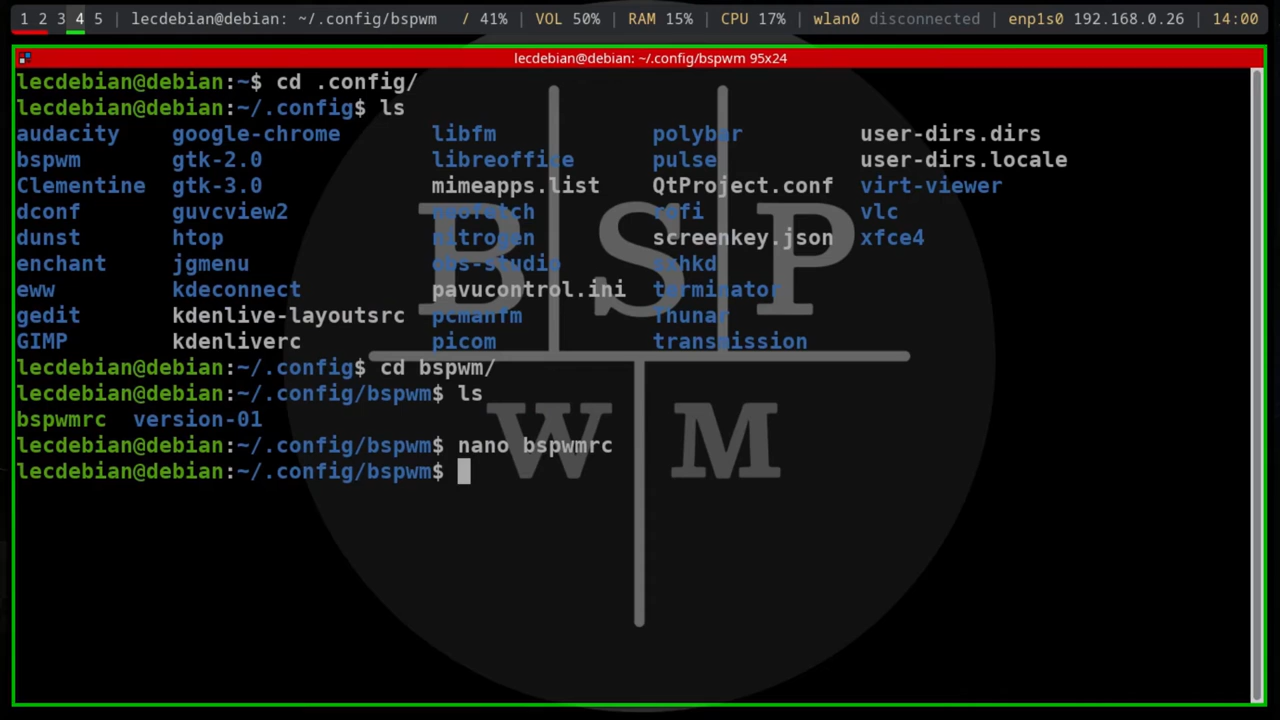 1 2 3 4 5 | lecdebian@debian: ~/.config/bspwm / 41% | VOL 50% | RAM 15% | CPU 17% | wlan0 disconnected | enp1s0 192.168.0.26 | 14:00
lecdebian@debian: ~/.config/bspwm 95x24
lecdebian@debian:~$ cd .config/
lecdebian@debian:~/.config$ ls
audacity google-chrome libfm polybar user-dirs.dirs
bspwm gtk-2.0 libreoffice pulse user-dirs.locale
Clementine gtk-3.0 mimeapps.list QtProject.conf virt-viewer
dconf guvcview2 neofetch rofi vlc
dunst htop nitrogen screenkey.json xfce4
enchant jgmenu obs-studio sxhkd
eww kdeconnect pavucontrol.ini terminator
gedit kdenlive-layoutsrc pcmanfm Thunar
GIMP kdenliverc picom transmission
lecdebian@debian:~/.config$ cd bspwm/
lecdebian@debian:~/.config/bspwm$ ls
bspwmrc version-01
lecdebian@debian:~/.config/bspwm$ nano bspwmrc
lecdebian@debian:~/.config/bspwm$
B S P
W M